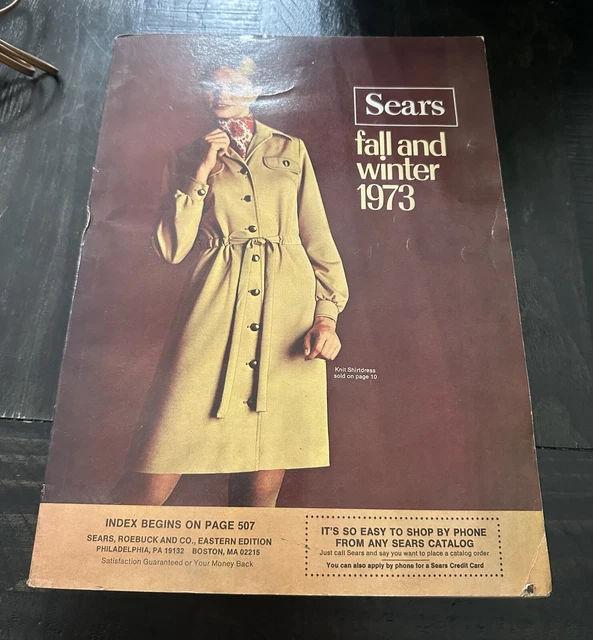 Sears
fall and
winter
1973
Knit Shirtdress
sold on page 10
INDEX BEGINS ON PAGE 507
SEARS, ROEBUCK AND CO., EASTERN EDITION
PHILADELPHIA, PA 19132 BOSTON, MA 02215
Satisfaction Guaranteed or Your Money Back
IT'S SO EASY TO SHOP BY PHONE
FROM ANY SEARS CATALOG
Just call Sears and say you want to place a catalog order
You can also apply by phone for a Sears Credit Card